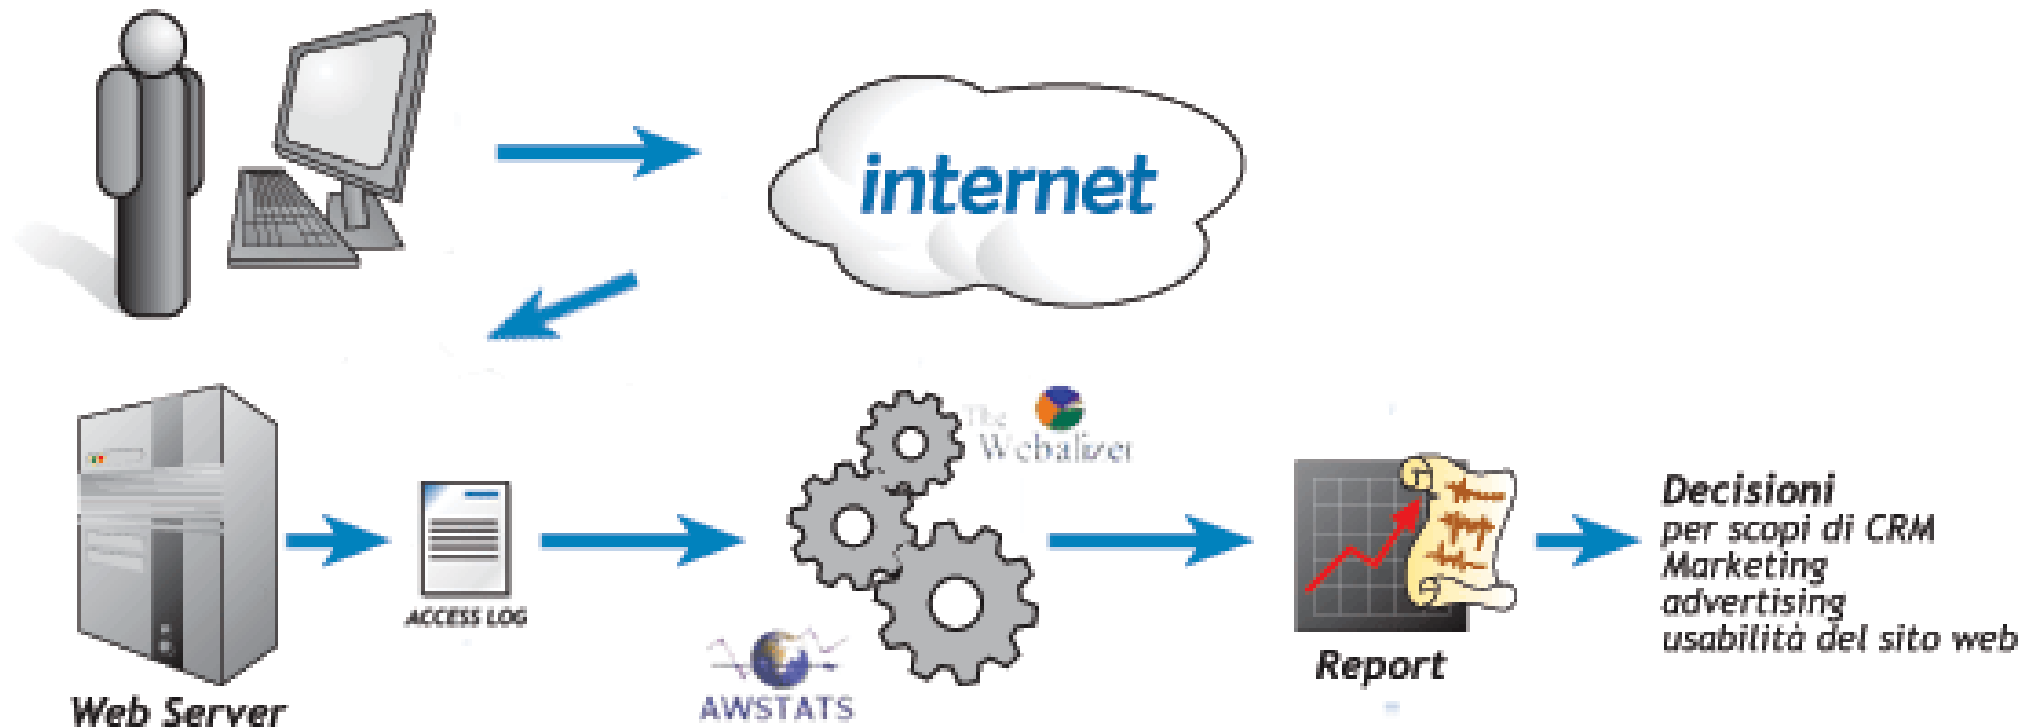 internet
The
Webalizer
ACCESS LOG
AWSTATS
Web Server
Report
Decisioni
per scopi di CRM
Marketing
advertising
usabilità del sito web